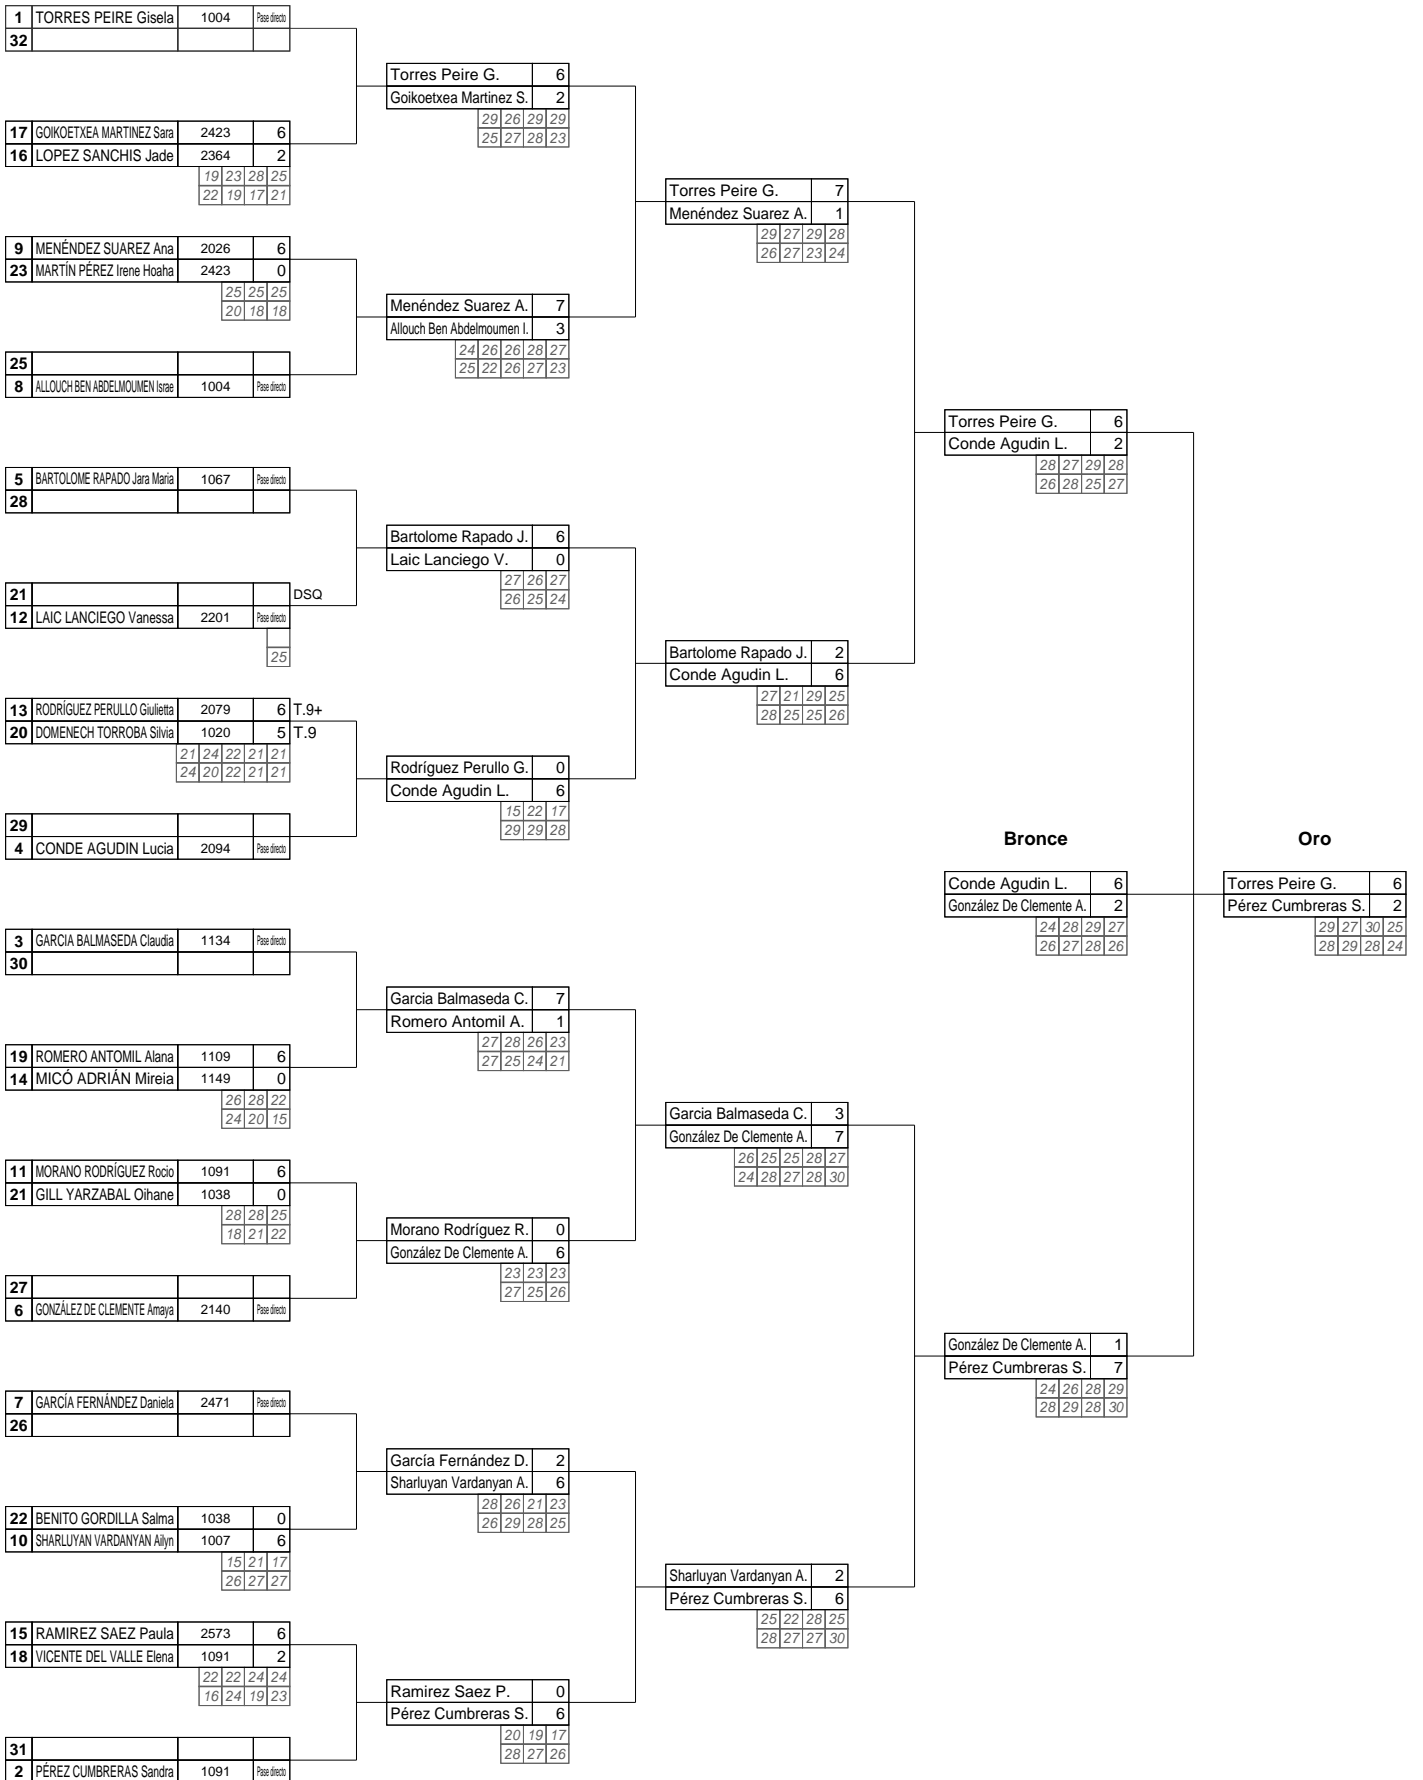 1 TORRES PEIRE Gisela 1004 Pase directo
32
17 GOIKOETXEA MARTINEZ Sara 2423 6
16 LOPEZ SANCHIS Jade 2364 2
19 23 28 25
22 19 17 21
9 MENÉNDEZ SUAREZ Ana 2026 6
23 MARTÍN PÉREZ Irene Hoaha 2423 0
25 25 25
20 18 18
25
8 ALLOUCH BEN ABDELMOUMEN Israe 1004 Pase directo
5 BARTOLOME RAPADO Jara Maria 1067 Pase directo
28
21 DSQ
12 LAIC LANCIEGO Vanessa 2201 Pase directo
25
13 RODRÍGUEZ PERULLO Giulietta 2079 6 T.9+
20 DOMENECH TORROBA Silvia 1020 5 T.9
21 24 22 21 21
24 20 22 21 21
29
4 CONDE AGUDIN Lucia 2094 Pase directo
3 GARCIA BALMASEDA Claudia 1134 Pase directo
30
19 ROMERO ANTOMIL Alana 1109 6
14 MICÓ ADRIÁN Mireia 1149 0
26 28 22
24 20 15
11 MORANO RODRÍGUEZ Rocio 1091 6
21 GILL YARZABAL Oihane 1038 0
28 28 25
18 21 22
27
6 GONZÁLEZ DE CLEMENTE Amaya 2140 Pase directo
7 GARCÍA FERNÁNDEZ Daniela 2471 Pase directo
26
22 BENITO GORDILLA Salma 1038 0
10 SHARLUYAN VARDANYAN Ailyn 1007 6
15 21 17
26 27 27
15 RAMIREZ SAEZ Paula 2573 6
18 VICENTE DEL VALLE Elena 1091 2
22 22 24 24
16 24 19 23
31
2 PÉREZ CUMBRERAS Sandra 1091 Pase directo
Torres Peire G. 6
Goikoetxea Martinez S. 2
29 26 29 29
25 27 28 23
Menéndez Suarez A. 7
Allouch Ben Abdelmoumen I. 3
24 26 26 28 27
25 22 26 27 23
Bartolome Rapado J. 6
Laic Lanciego V. 0
27 26 27
26 25 24
Rodríguez Perullo G. 0
Conde Agudin L. 6
15 22 17
29 29 28
Garcia Balmaseda C. 7
Romero Antomil A. 1
27 28 26 23
27 25 24 21
Morano Rodríguez R. 0
González De Clemente A. 6
23 23 23
27 25 26
García Fernández D. 2
Sharluyan Vardanyan A. 6
28 26 21 23
26 29 28 25
Ramirez Saez P. 0
Pérez Cumbreras S. 6
20 19 17
28 27 26
Torres Peire G. 7
Menéndez Suarez A. 1
29 27 29 28
26 27 23 24
Bartolome Rapado J. 2
Conde Agudin L. 6
27 21 29 25
28 25 25 26
Garcia Balmaseda C. 3
González De Clemente A. 7
26 25 25 28 27
24 28 27 28 30
Sharluyan Vardanyan A. 2
Pérez Cumbreras S. 6
25 22 28 25
28 27 27 30
Torres Peire G. 6
Conde Agudin L. 2
28 27 29 28
26 28 25 27
González De Clemente A. 1
Pérez Cumbreras S. 7
24 26 28 29
28 29 28 30
Bronce
Conde Agudin L. 6
González De Clemente A. 2
24 28 29 27
26 27 28 26
Oro
Torres Peire G. 6
Pérez Cumbreras S. 2
29 27 30 25
28 29 28 24